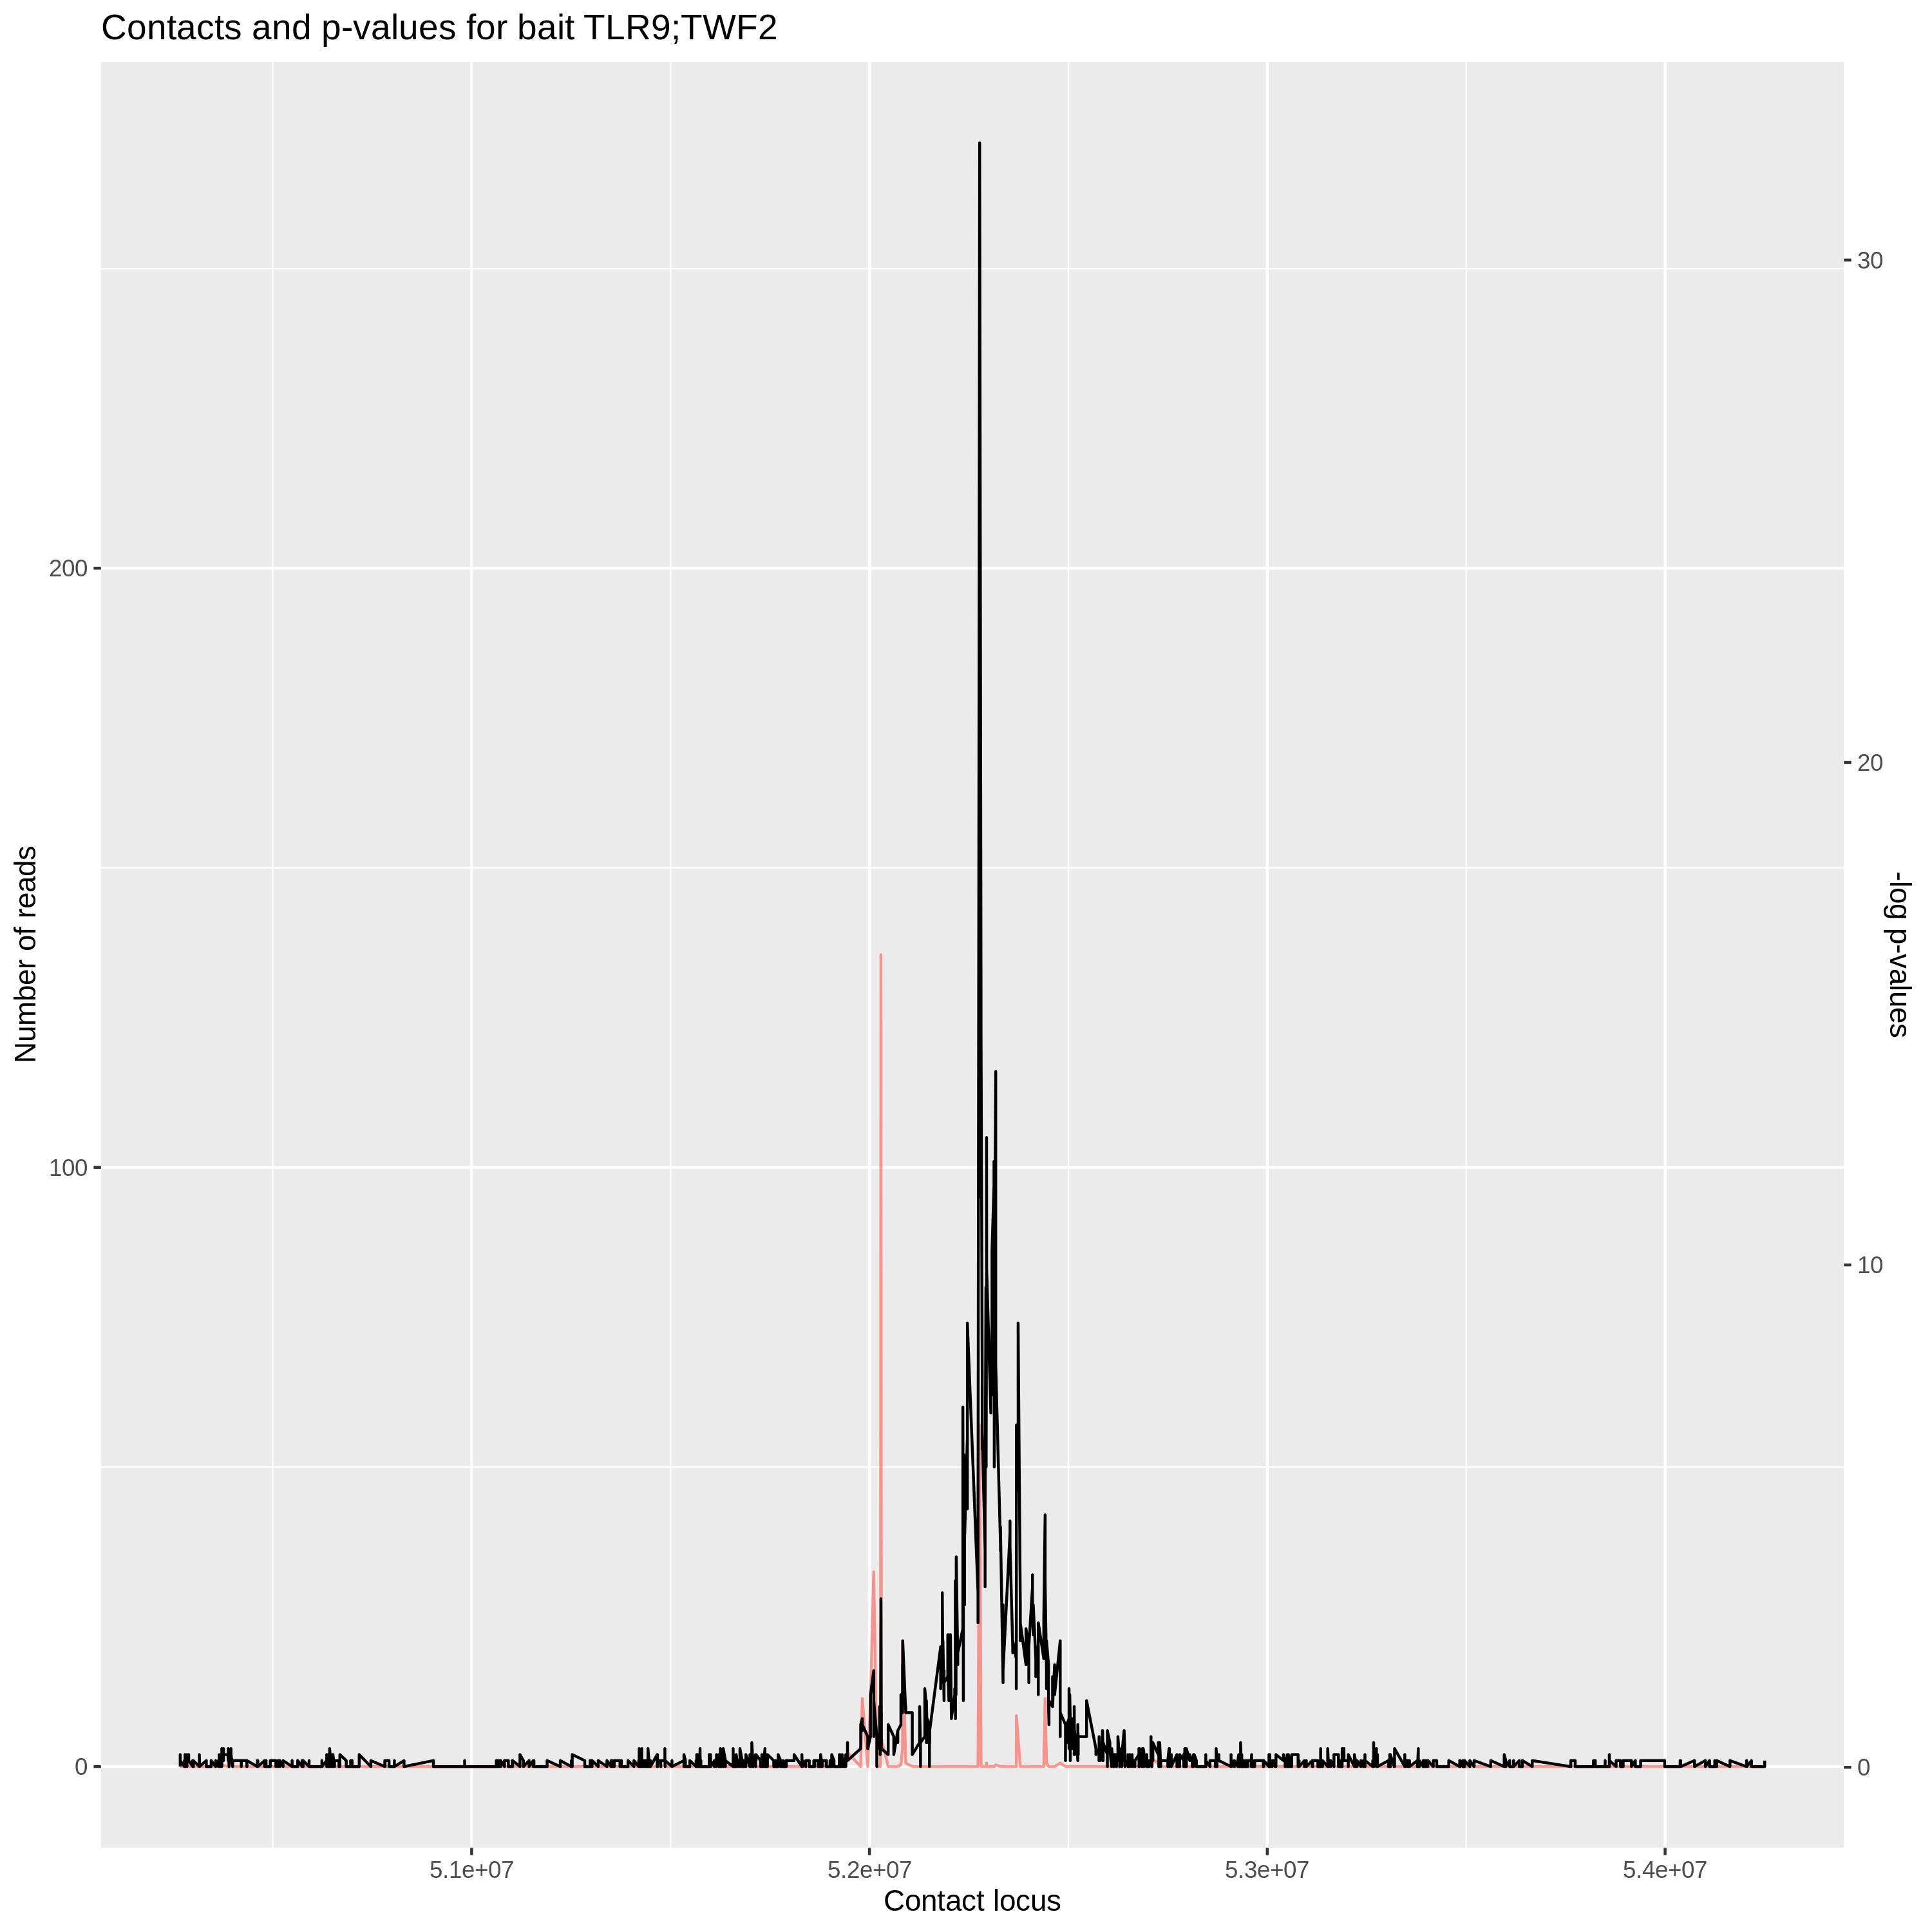 Contacts and p-values for bait TLR9;TWF2
Number of reads
200
100
0
30
20
10
0
-log p-values
5.1e+07
5.2e+07
5.3e+07
5.4e+07
Contact locus